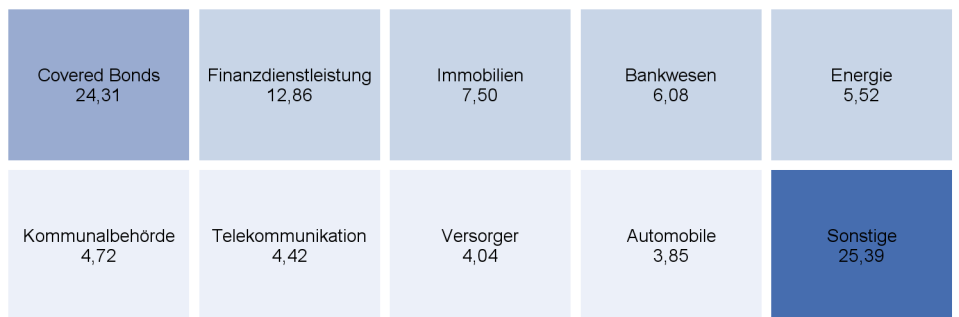 Covered Bonds
24,31
Finanzdienstleistung
12,86
Immobilien
7,50
Bankwesen
6,08
Energie
5,52
Kommunalbehörde
4,72
Telekommunikation
4,42
Versorger
4,04
Automobile
3,85
Sonstige
25,39